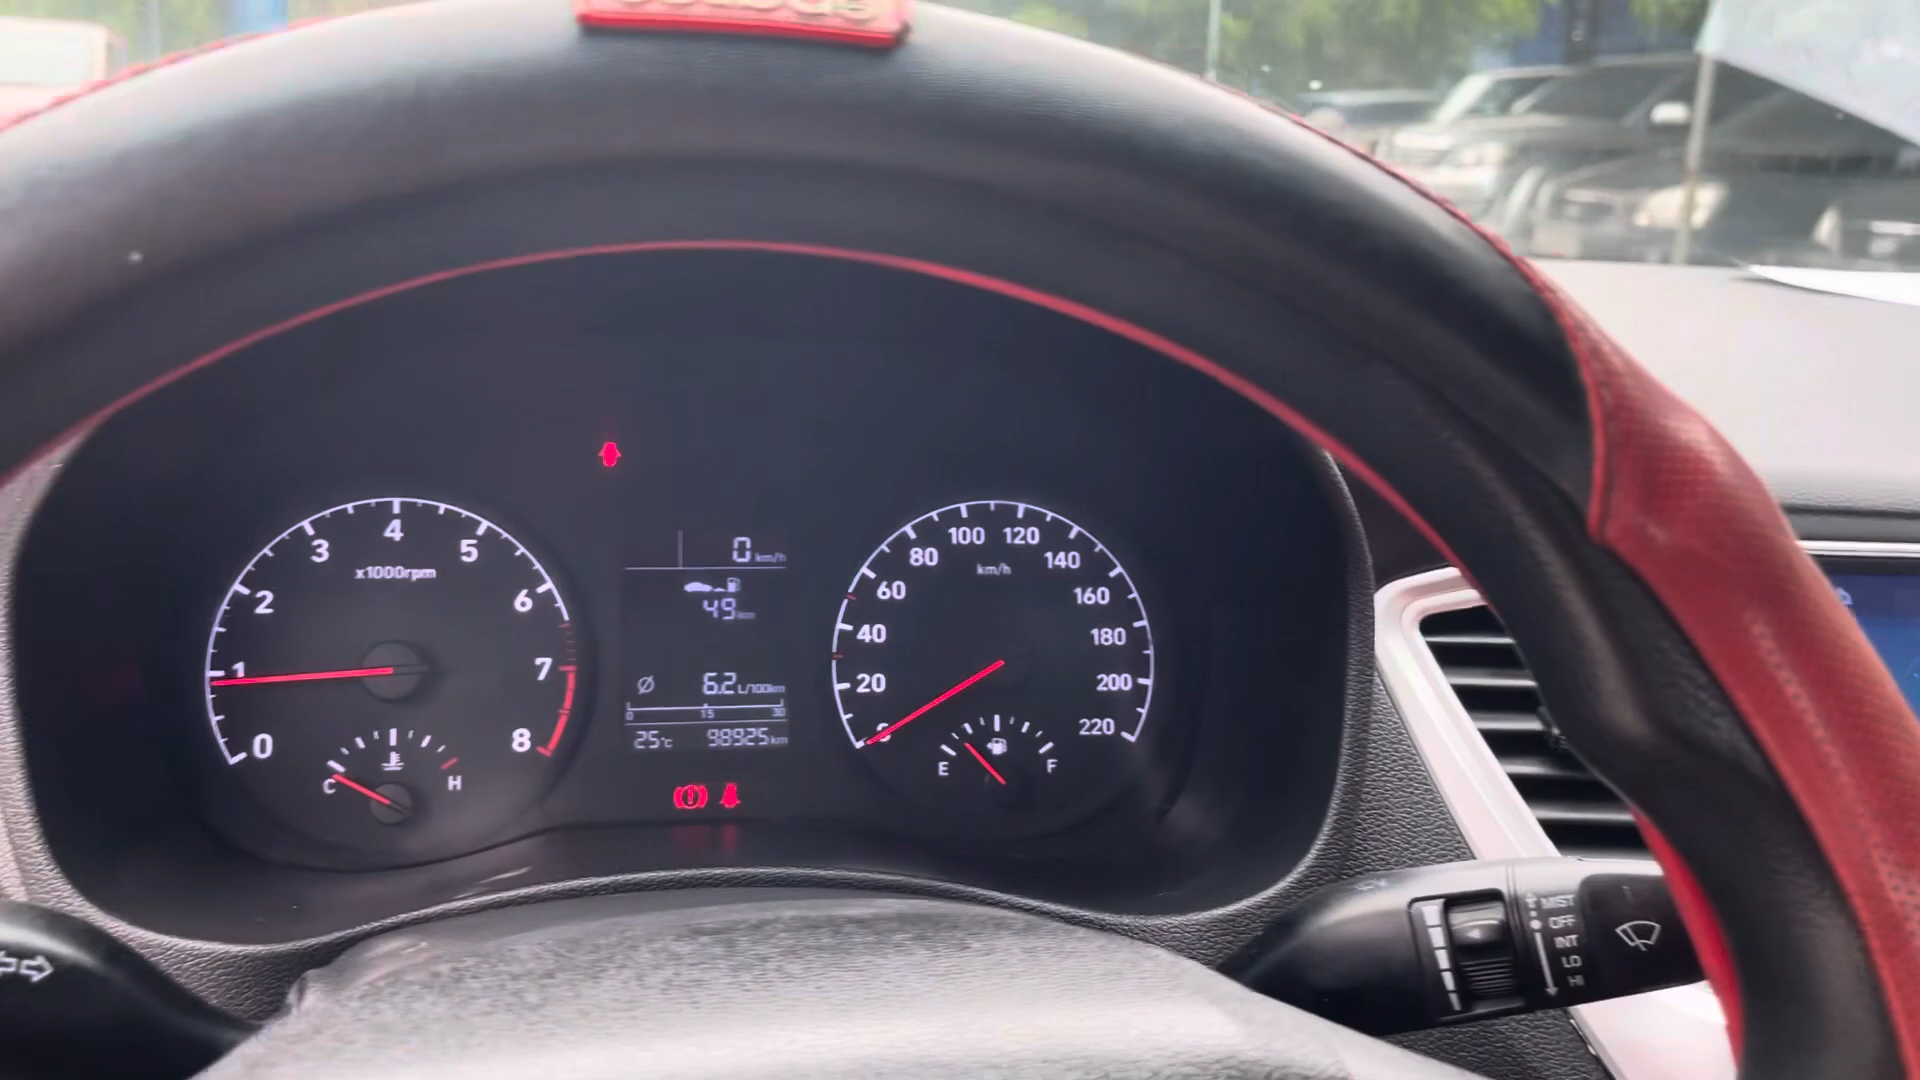 4
3
5
x1000rpm
2
6
1
7
0
8
C
H
0 km/h
49 km
Ø 6.2 L/100km
0 15 30
25°C 98925 km
100 120
80
140
km/h
60
160
40
180
20
200
220
E
F
MIST
OFF
INT
LO
HI